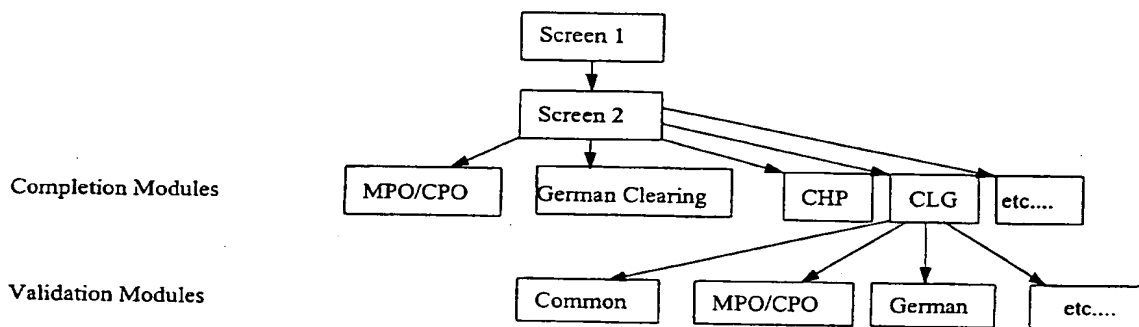 Screen 1
Screen 2
Completion Modules
MPO/CPO
German Clearing
CHP
CLG
etc....
Validation Modules
Common
MPO/CPO
German
etc....